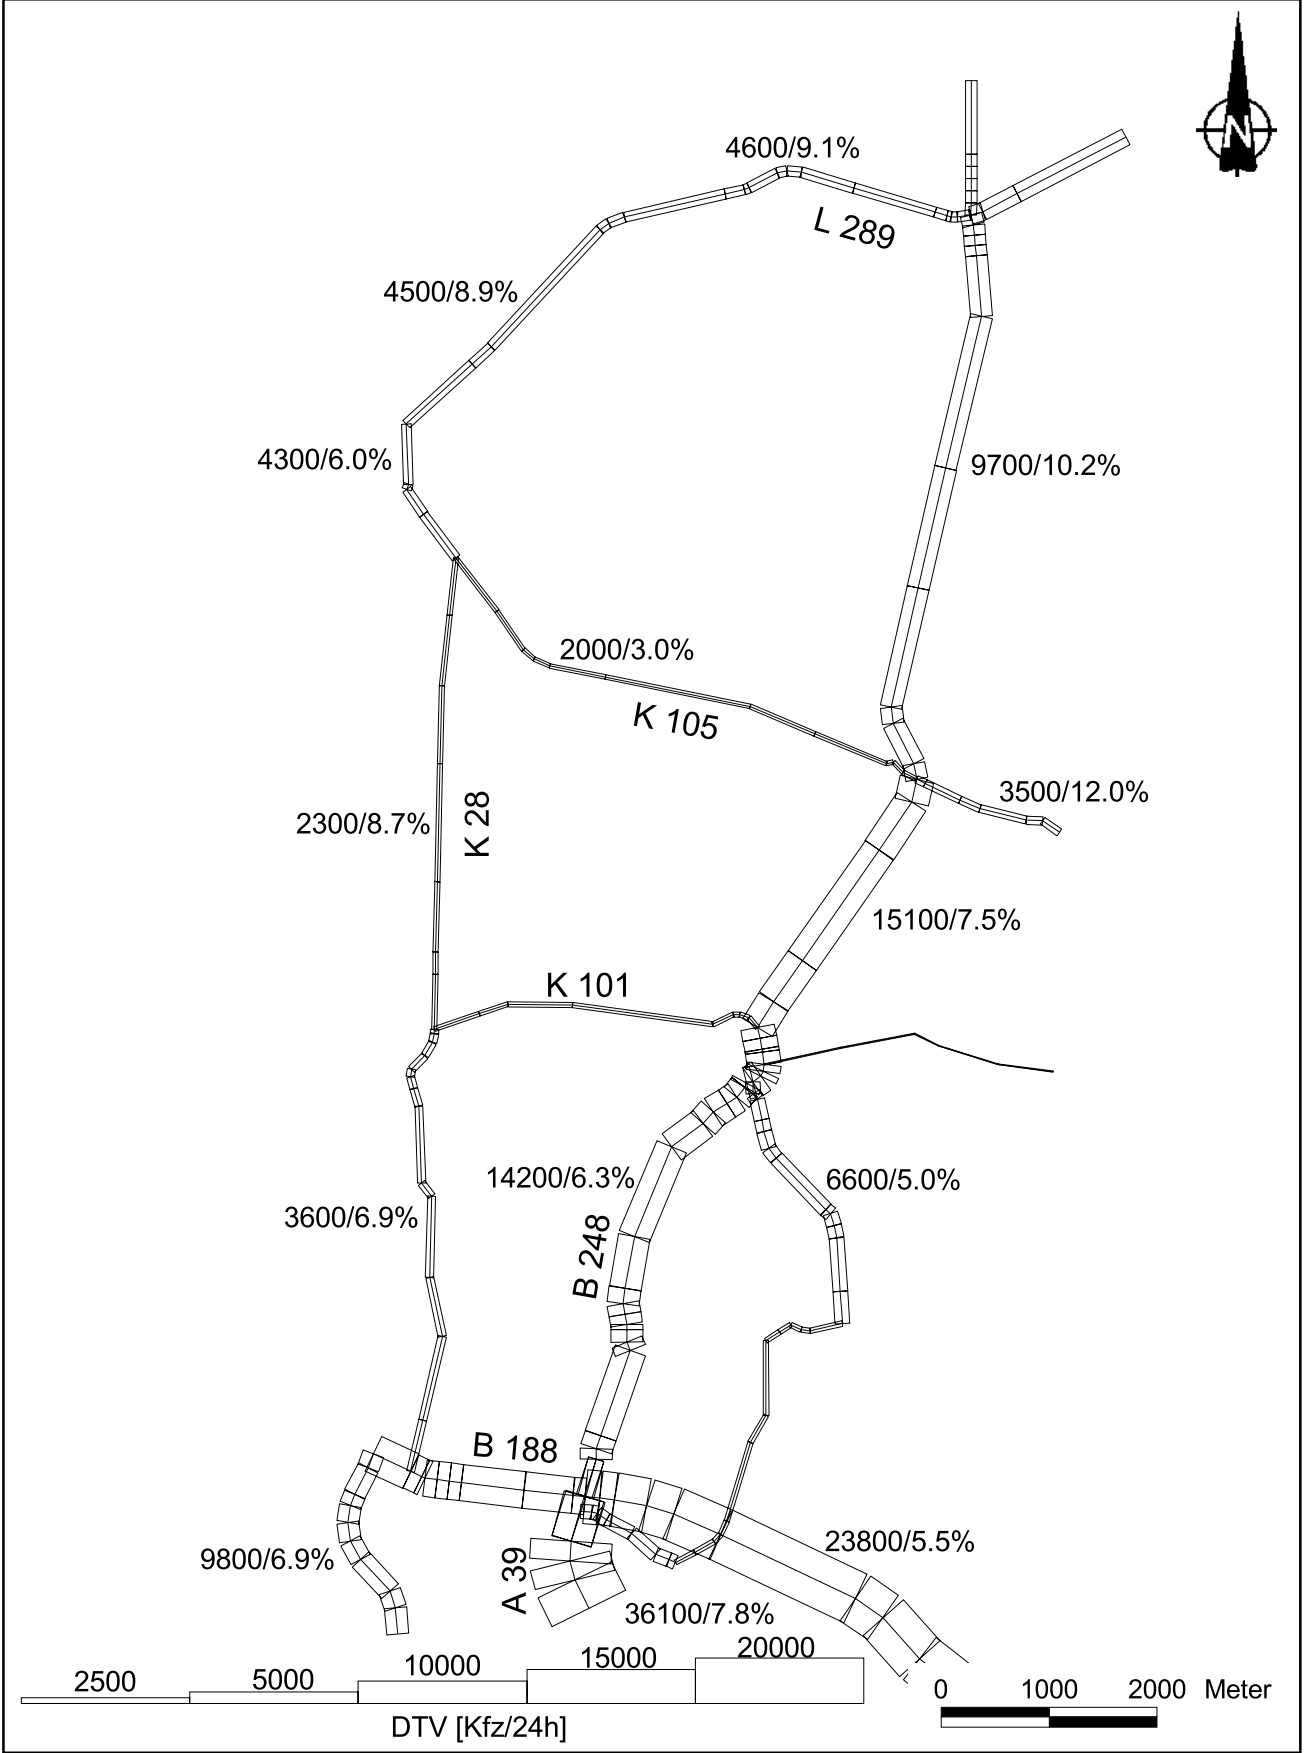 N
4600/9.1%
L 289
4500/8.9%
4300/6.0%
9700/10.2%
2000/3.0%
K 105
3500/12.0%
2300/8.7%
K 28
15100/7.5%
K 101
14200/6.3%
6600/5.0%
3600/6.9%
B 248
B 188
23800/5.5%
9800/6.9%
A 39
36100/7.8%
2500
5000
10000
15000
20000
DTV [Kfz/24h]
0 1000 2000 Meter